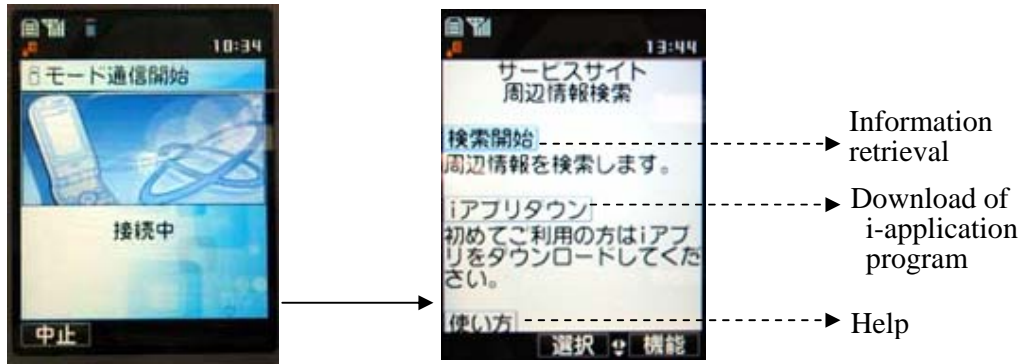 10:34
iモード通信開始
接続中
中止
13:44
サービスサイト
周辺情報検索
検索開始
周辺情報を検索します。
iアプリダウン
初めてご利用の方はiアプ
リをダウンロードしてくだ
さい。
使い方
選択 機能
Information
retrieval
Download of
i-application
program
Help